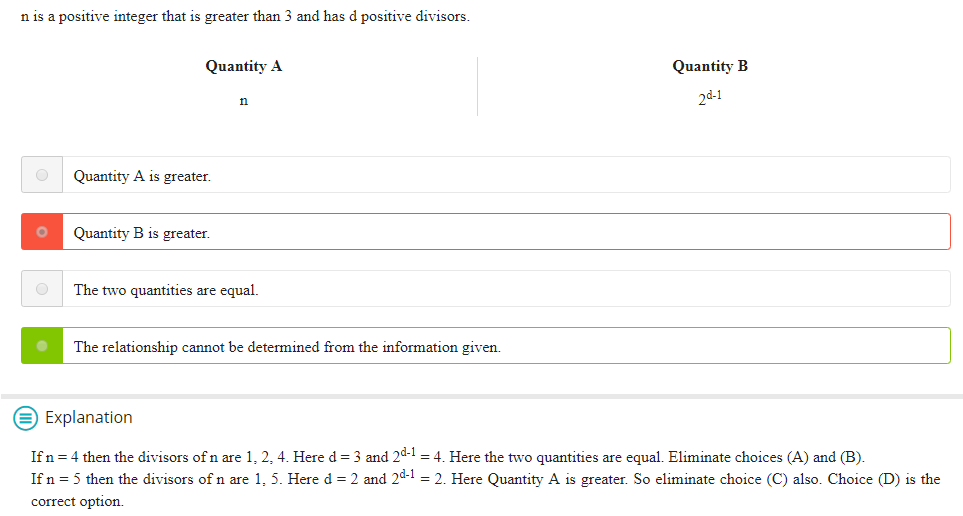 n is a positive integer that is greater than 3 and has d positive divisors.
Quantity A
Quantity B
n
2^{d-1}
Quantity A is greater.
Quantity B is greater.
The two quantities are equal.
The relationship cannot be determined from the information given.
Explanation
If n = 4 then the divisors of n are 1, 2, 4. Here d = 3 and 2^{d-1} = 4. Here the two quantities are equal. Eliminate choices (A) and (B).
If n = 5 then the divisors of n are 1, 5. Here d = 2 and 2^{d-1} = 2. Here Quantity A is greater. So eliminate choice (C) also. Choice (D) is the
correct option.